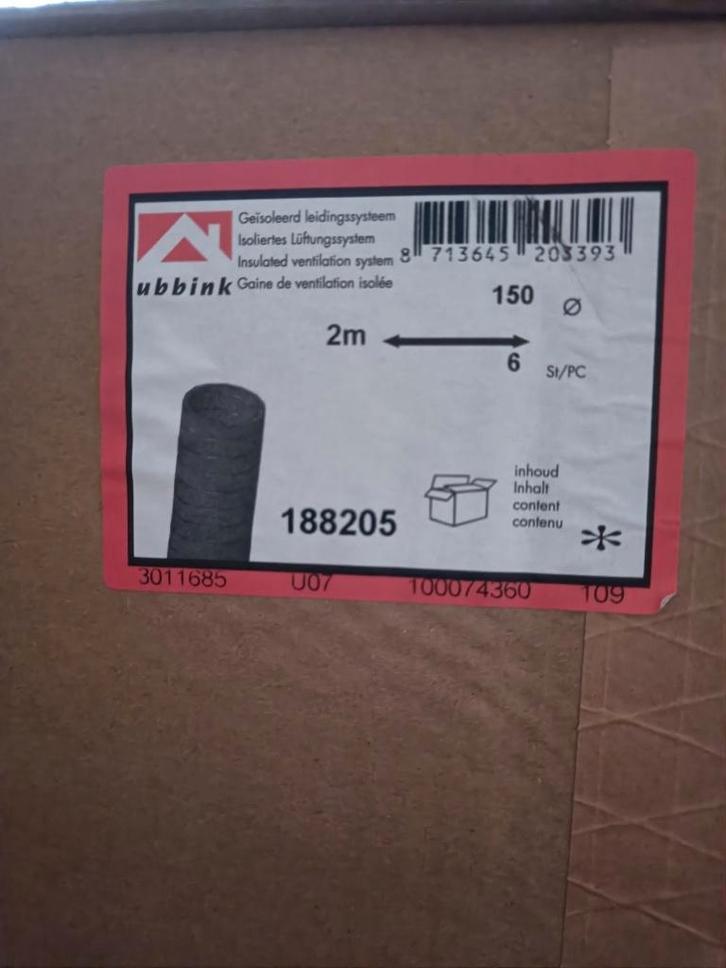 ubbink
Geïsoleerd leidingssysteem
Isoliertes Lüftungssystem
Insulated ventilation system
Gaine de ventilation isolée
8 713645 203393
150 Ø
2m
6 St/PC
188205
inhoud
Inhalt
content
contenu
3011685 U07 100074360 109